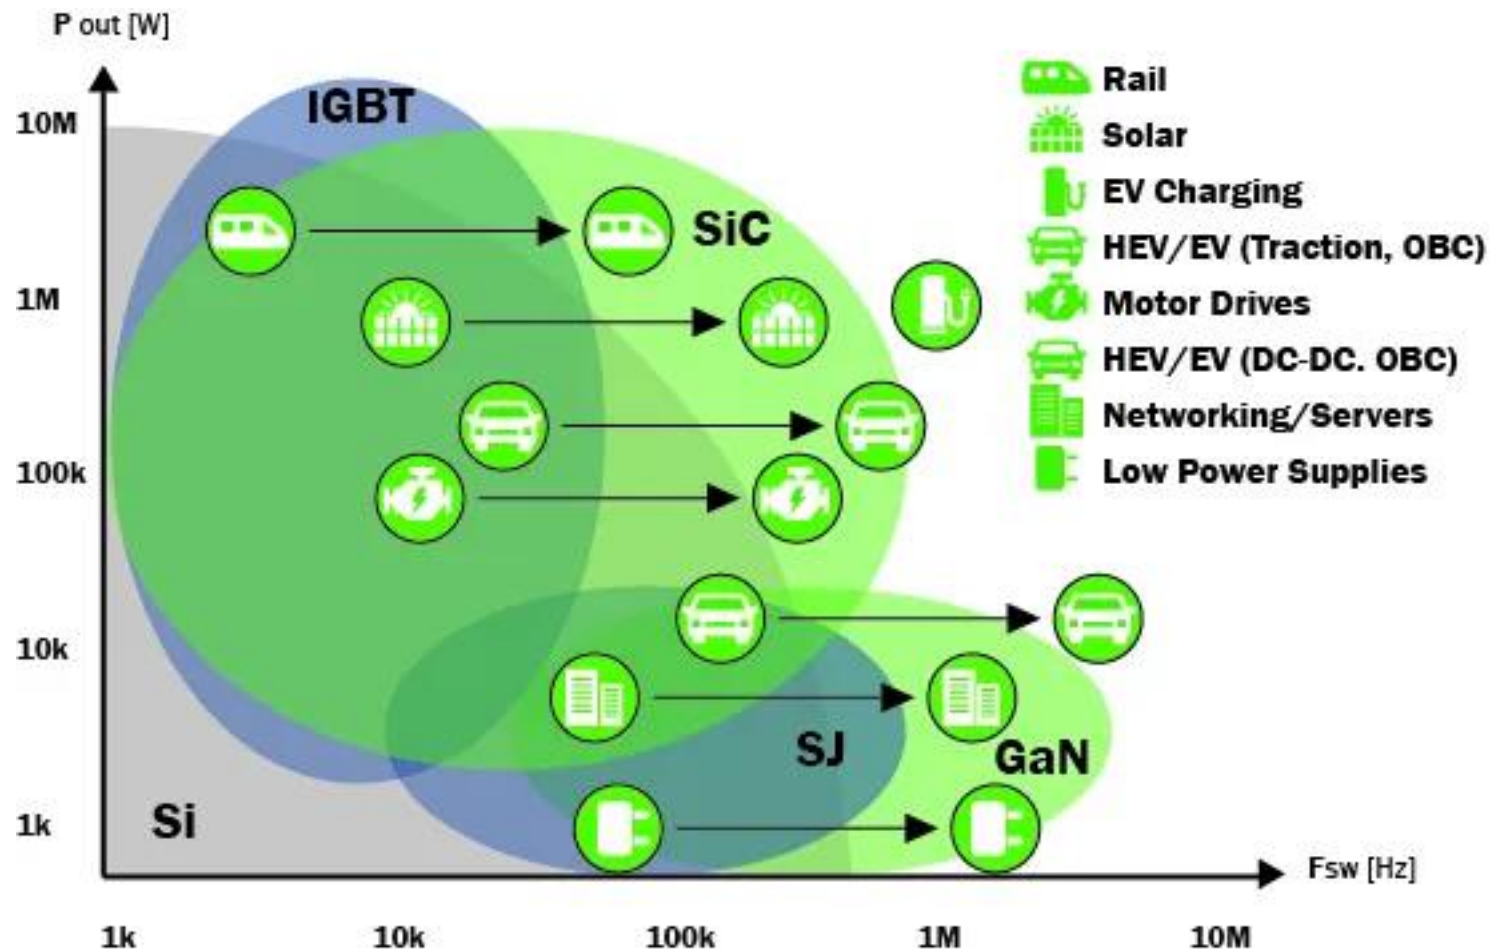 P out [W]
10M
1M
100k
10k
1k
IGBT
SiC
SJ
GaN
Si
Rail
Solar
EV Charging
HEV/EV (Traction, OBC)
Motor Drives
HEV/EV (DC-DC. OBC)
Networking/Servers
Low Power Supplies
Fsw [Hz]
1k 10k 100k 1M 10M